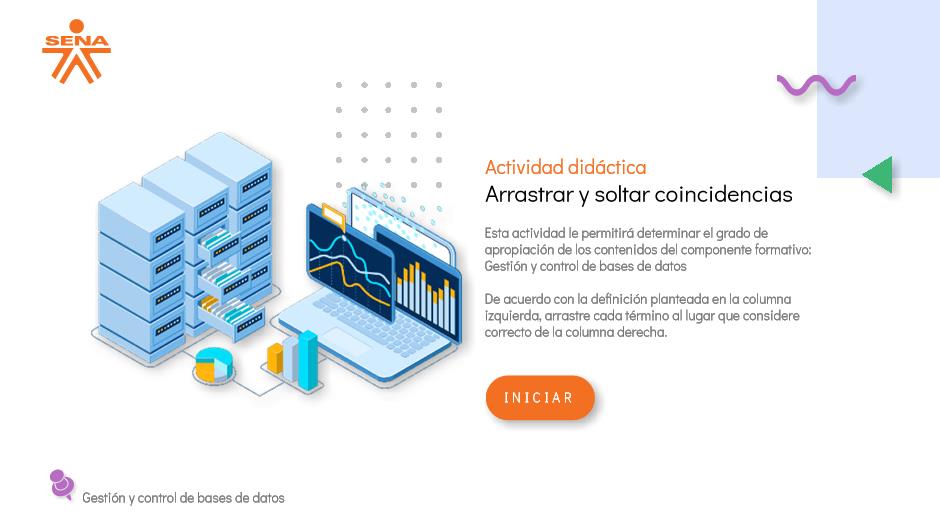 SENA
Actividad didáctica
Arrastrar y soltar coincidencias
Esta actividad le permitirá determinar el grado de
apropiación de los contenidos del componente formativo:
Gestión y control de bases de datos
De acuerdo con la definición planteada en la columna
izquierda, arrastre cada término al lugar que considere
correcto de la columna derecha.
INICIAR
Gestión y control de bases de datos